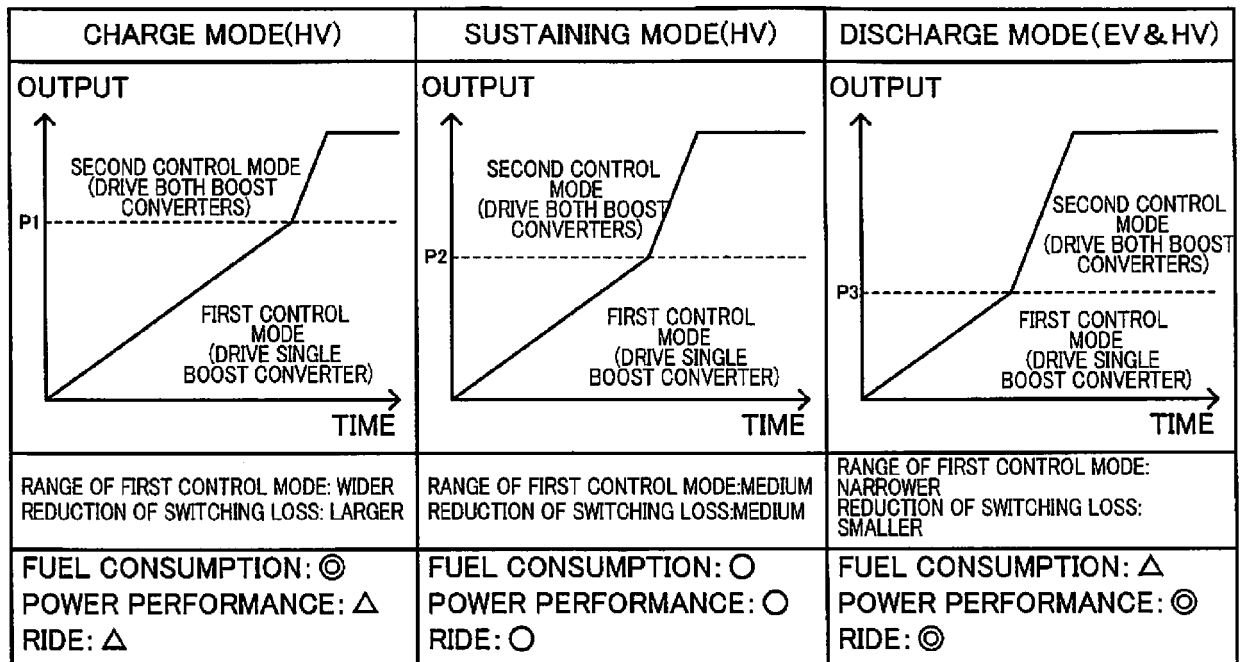 CHARGE MODE(HV)
OUTPUT
SECOND CONTROL MODE
(DRIVE BOTH BOOST
CONVERTERS)
P1
FIRST CONTROL
MODE
(DRIVE SINGLE
BOOST CONVERTER)
TIME
RANGE OF FIRST CONTROL MODE: WIDER
REDUCTION OF SWITCHING LOSS: LARGER
FUEL CONSUMPTION: ◎
POWER PERFORMANCE: △
RIDE: △
SUSTAINING MODE(HV)
OUTPUT
SECOND CONTROL
MODE
(DRIVE BOTH BOOST
CONVERTERS)
P2
FIRST CONTROL
MODE
(DRIVE SINGLE
BOOST CONVERTER)
TIME
RANGE OF FIRST CONTROL MODE:MEDIUM
REDUCTION OF SWITCHING LOSS:MEDIUM
FUEL CONSUMPTION: ○
POWER PERFORMANCE: ○
RIDE: ○
DISCHARGE MODE(EV&HV)
OUTPUT
SECOND CONTROL
MODE
(DRIVE BOTH BOOST
CONVERTERS)
P3
FIRST CONTROL
MODE
(DRIVE SINGLE
BOOST CONVERTER)
TIME
RANGE OF FIRST CONTROL MODE:
NARROWER
REDUCTION OF SWITCHING LOSS:
SMALLER
FUEL CONSUMPTION: △
POWER PERFORMANCE: ◎
RIDE: ◎